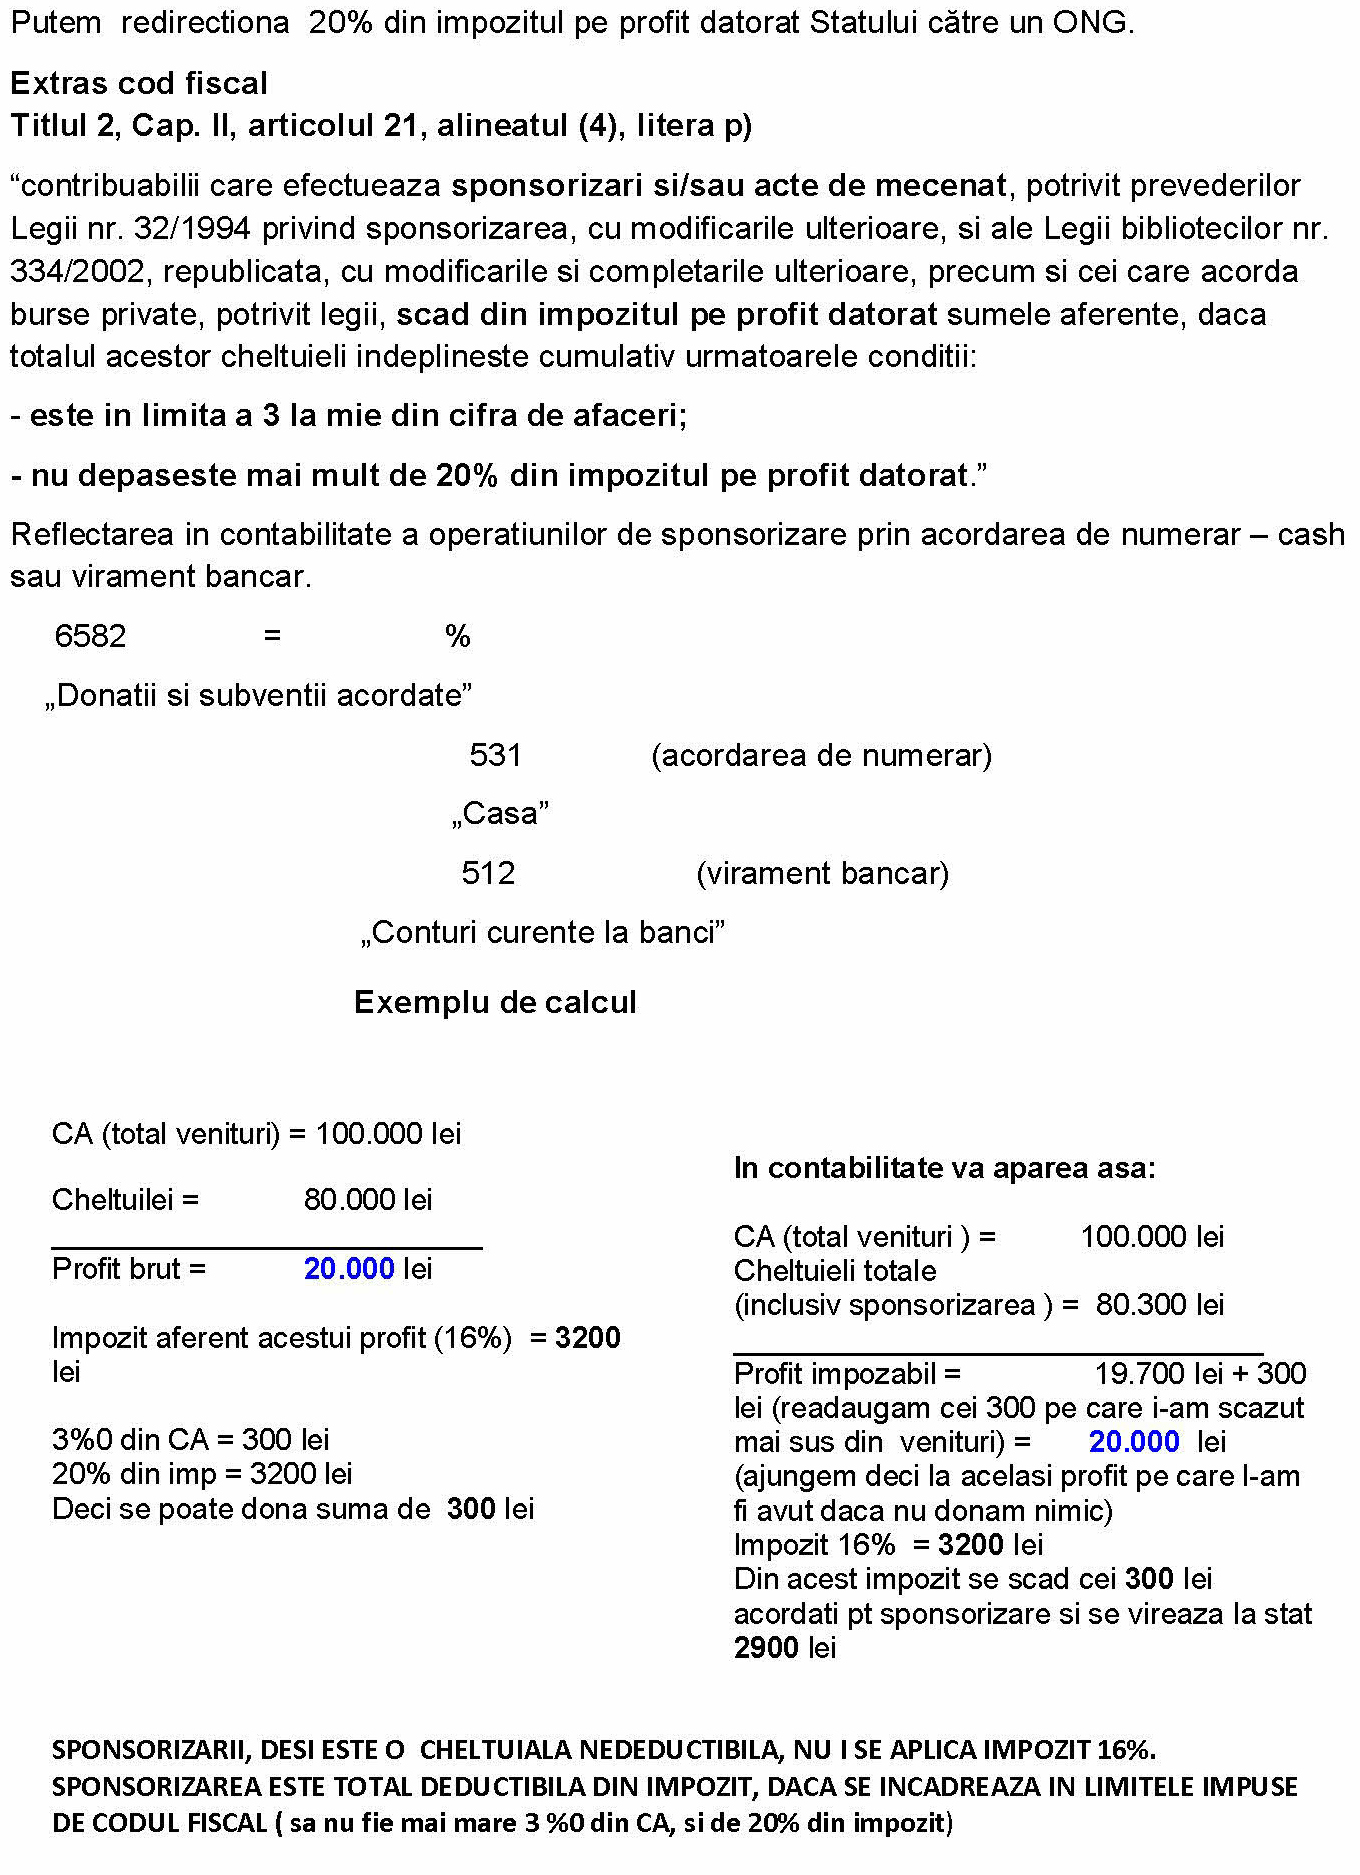 Putem  redirectiona  20% din impozitul pe profit datorat Statului către un ONG.
Extras cod fiscal
Titlul 2, Cap. II, articolul 21, alineatul (4), litera p)
“contribuabilii care efectueaza sponsorizari si/sau acte de mecenat, potrivit prevederilor
Legii nr. 32/1994 privind sponsorizarea, cu modificarile ulterioare, si ale Legii bibliotecilor nr.
334/2002, republicata, cu modificarile si completarile ulterioare, precum si cei care acorda
burse private, potrivit legii, scad din impozitul pe profit datorat sumele aferente, daca
totalul acestor cheltuieli indeplineste cumulativ urmatoarele conditii:
- este in limita a 3 la mie din cifra de afaceri;
- nu depaseste mai mult de 20% din impozitul pe profit datorat.”
Reflectarea in contabilitate a operatiunilor de sponsorizare prin acordarea de numerar – cash
sau virament bancar.
6582 = %
„Donatii si subventii acordate”
531 (acordarea de numerar)
„Casa”
512 (virament bancar)
„Conturi curente la banci”
Exemplu de calcul
CA (total venituri) = 100.000 lei
Cheltuilei = 80.000 lei
Profit brut = 20.000 lei
Impozit aferent acestui profit (16%)  = 3200
lei
3%0 din CA = 300 lei
20% din imp = 3200 lei
Deci se poate dona suma de  300 lei
In contabilitate va aparea asa:
CA (total venituri ) = 100.000 lei
Cheltuieli totale
(inclusiv sponsorizarea ) =  80.300 lei
Profit impozabil = 19.700 lei + 300
lei (readaugam cei 300 pe care i-am scazut
mai sus din  venituri) = 20.000  lei
(ajungem deci la acelasi profit pe care l-am
fi avut daca nu donam nimic)
Impozit 16%  = 3200 lei
Din acest impozit se scad cei 300 lei
acordati pt sponsorizare si se vireaza la stat
2900 lei
SPONSORIZARII, DESI ESTE O  CHELTUIALA NEDEDUCTIBILA, NU I SE APLICA IMPOZIT 16%.
SPONSORIZAREA ESTE TOTAL DEDUCTIBILA DIN IMPOZIT, DACA SE INCADREAZA IN LIMITELE IMPUSE
DE CODUL FISCAL ( sa nu fie mai mare 3 %0 din CA, si de 20% din impozit)